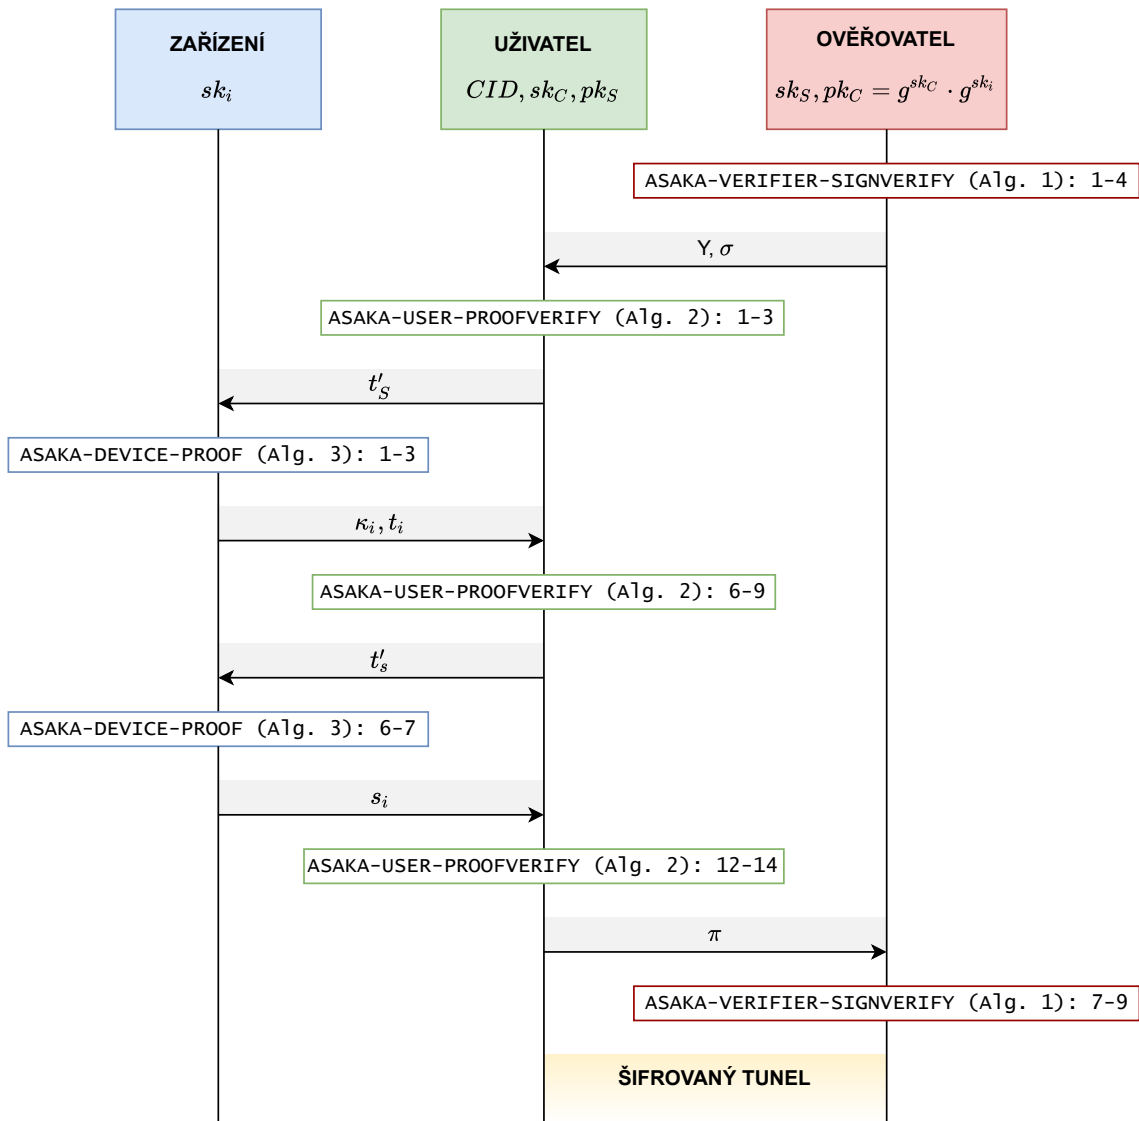 ZAŘÍZENÍ
sk_i
UŽIVATEL
CID, sk_C, pk_S
OVĚŘOVATEL
sk_S, pk_C = g^{sk_C} · g^{sk_i}
ASAKA-VERIFIER-SIGNVERIFY (Alg. 1): 1-4
Y, σ
ASAKA-USER-PROOFVERIFY (Alg. 2): 1-3
t'_S
ASAKA-DEVICE-PROOF (Alg. 3): 1-3
κ_i, t_i
ASAKA-USER-PROOFVERIFY (Alg. 2): 6-9
t'_s
ASAKA-DEVICE-PROOF (Alg. 3): 6-7
s_i
ASAKA-USER-PROOFVERIFY (Alg. 2): 12-14
π
ASAKA-VERIFIER-SIGNVERIFY (Alg. 1): 7-9
ŠIFROVANÝ TUNEL